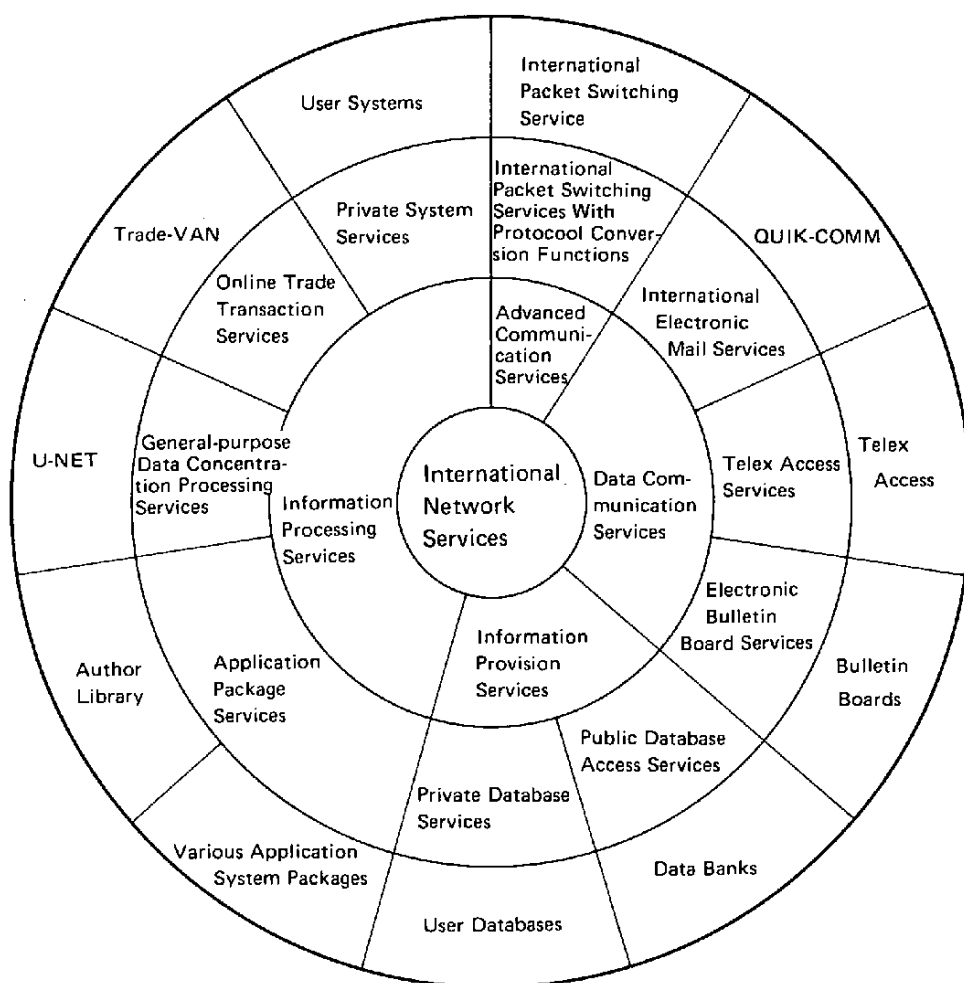 User Systems
International
Packet Switching
Service
International
Packet Switching
Services With
Protocool Conver-
sion Functions
Private System
Services
Trade-VAN
QUIK-COMM
Online Trade
Transaction
Services
International
Electronic
Mail Services
Advanced
Communi-
cation
Services
U-NET
General-purpose
Data Concentra-
tion Processing
Services
Information
Processing
Services
International
Network
Services
Data Com-
munication
Services
Telex Access
Services
Telex
Access
Electronic
Bulletin
Board Services
Information
Provision
Services
Author
Library
Application
Package
Services
Bulletin
Boards
Public Database
Access Services
Private Database
Services
Various Application
System Packages
Data Banks
User Databases